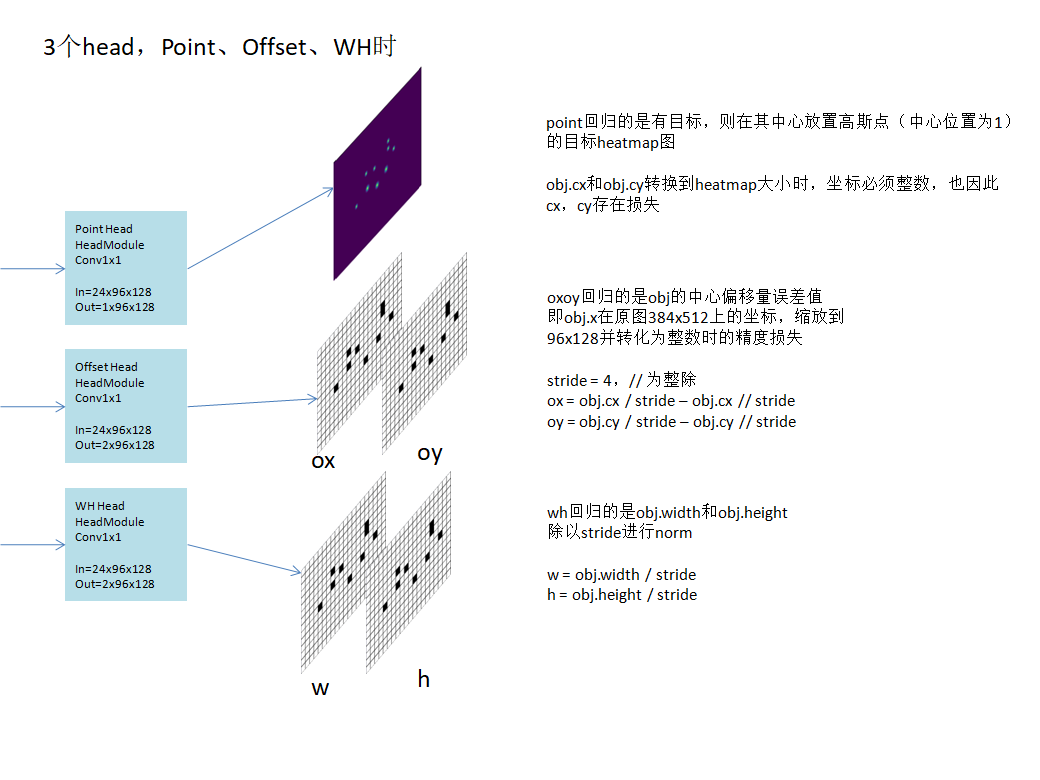 3个head，Point、Offset、WH时
point回归的是有目标，则在其中心放置高斯点（中心位置为1）
的目标heatmap图
obj.cx和obj.cy转换到heatmap大小时，坐标必须整数，也因此
cx，cy存在损失
Point Head
HeadModule
Conv1x1
In=24x96x128
Out=1x96x128
oxoy回归的是obj的中心偏移量误差值
即obj.x在原图384x512上的坐标，缩放到
96x128并转化为整数时的精度损失
stride = 4，// 为整除
ox = obj.cx / stride – obj.cx // stride
oy = obj.cy / stride – obj.cy // stride
Offset Head
HeadModule
Conv1x1
In=24x96x128
Out=2x96x128
ox
oy
WH Head
HeadModule
Conv1x1
In=24x96x128
Out=2x96x128
wh回归的是obj.width和obj.height
除以stride进行norm
w = obj.width / stride
h = obj.height / stride
w
h